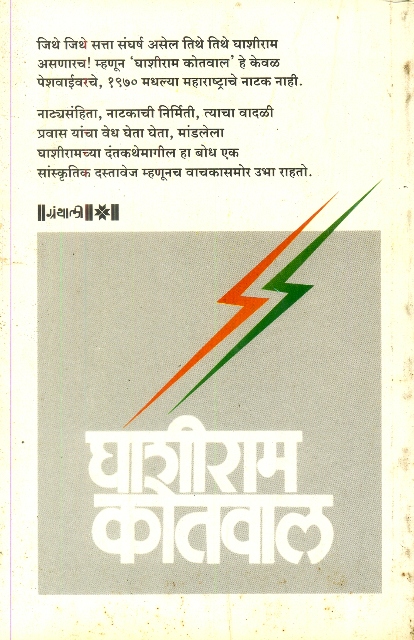 जिथे जिथे सत्ता संघर्ष असेल तिथे तिथे घाशीराम
असणारच! म्हणून ‘घाशीराम कोतवाल’ हे केवळ
पेशवाईवरचे, १९७० मधल्या महाराष्ट्राचे नाटक नाही.
नाट्यसंहिता, नाटकाची निर्मिती, त्याचा वादळी
प्रवास यांचा वेध घेता घेता, मांडलेला
घाशीरामच्या दंतकथेमागील हा बोध एक
सांस्कृतिक दस्तावेज म्हणूनच वाचकासमोर उभा राहतो.
॥ग्रंथाली॥
घाशीराम
कोतवाल